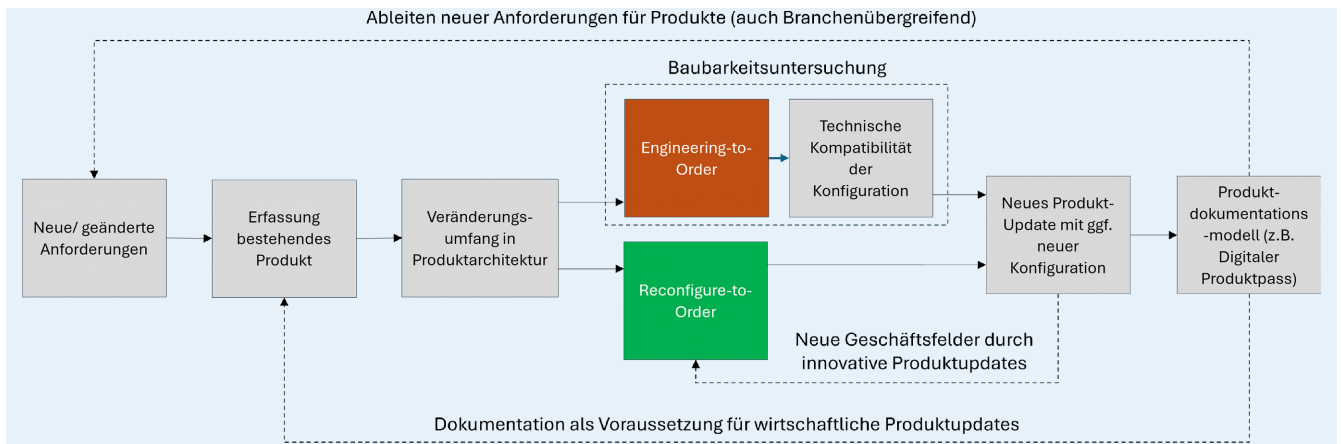 Ableiten neuer Anforderungen für Produkte (auch Branchenübergreifend)
Baubarkeitsuntersuchung
Neue/ geänderte
Anforderungen
Erfassung
bestehendes
Produkt
Veränderungs-
umfang in
Produktarchitektur
Engineering-to-
Order
Technische
Kompatibilität
der
Konfiguration
Reconfigure-to-
Order
Neues Produkt-
Update mit ggf.
neuer
Konfiguration
Produkt-
dokumentations
-modell (z.B.
Digitaler
Produktpass)
Neue Geschäftsfelder durch
innovative Produktupdates
Dokumentation als Voraussetzung für wirtschaftliche Produktupdates